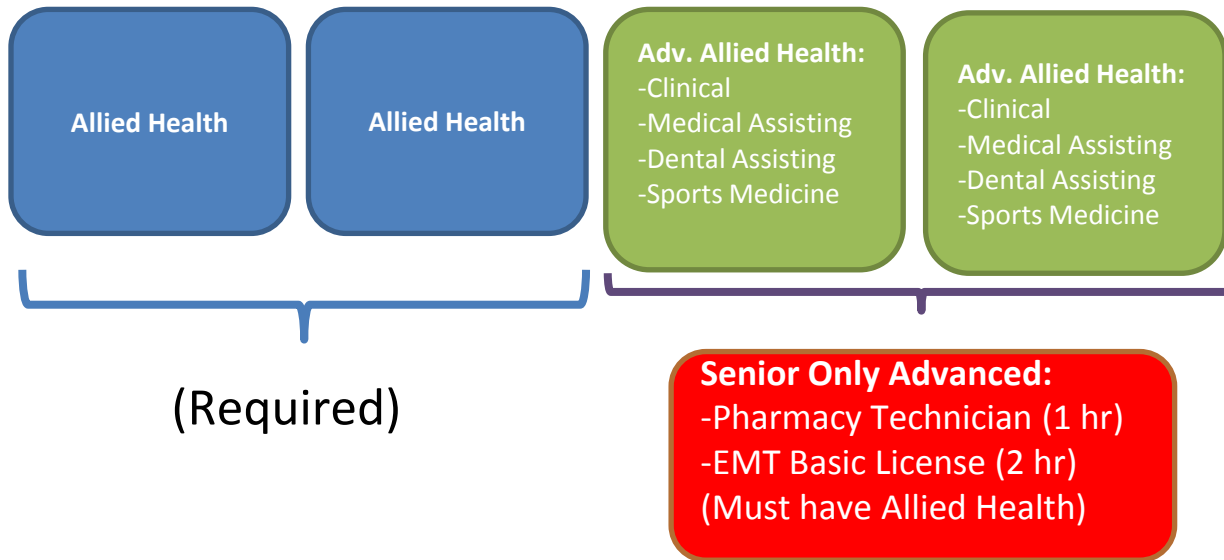 Allied Health
Allied Health
Adv. Allied Health:
-Clinical
-Medical Assisting
-Dental Assisting
-Sports Medicine
Adv. Allied Health:
-Clinical
-Medical Assisting
-Dental Assisting
-Sports Medicine
(Required)
Senior Only Advanced:
-Pharmacy Technician (1 hr)
-EMT Basic License (2 hr)
(Must have Allied Health)